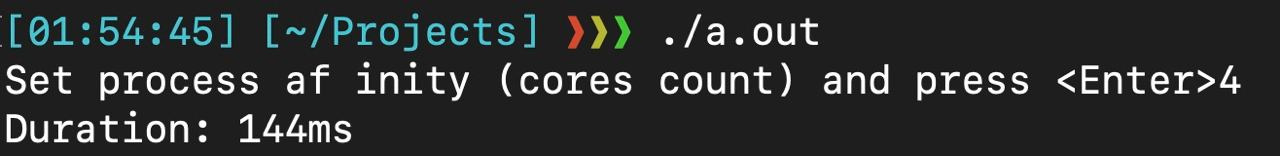 [01:54:45] [~/Projects] ❯❯❯ ./a.out
Set process af inity (cores count) and press <Enter>4
Duration: 144ms